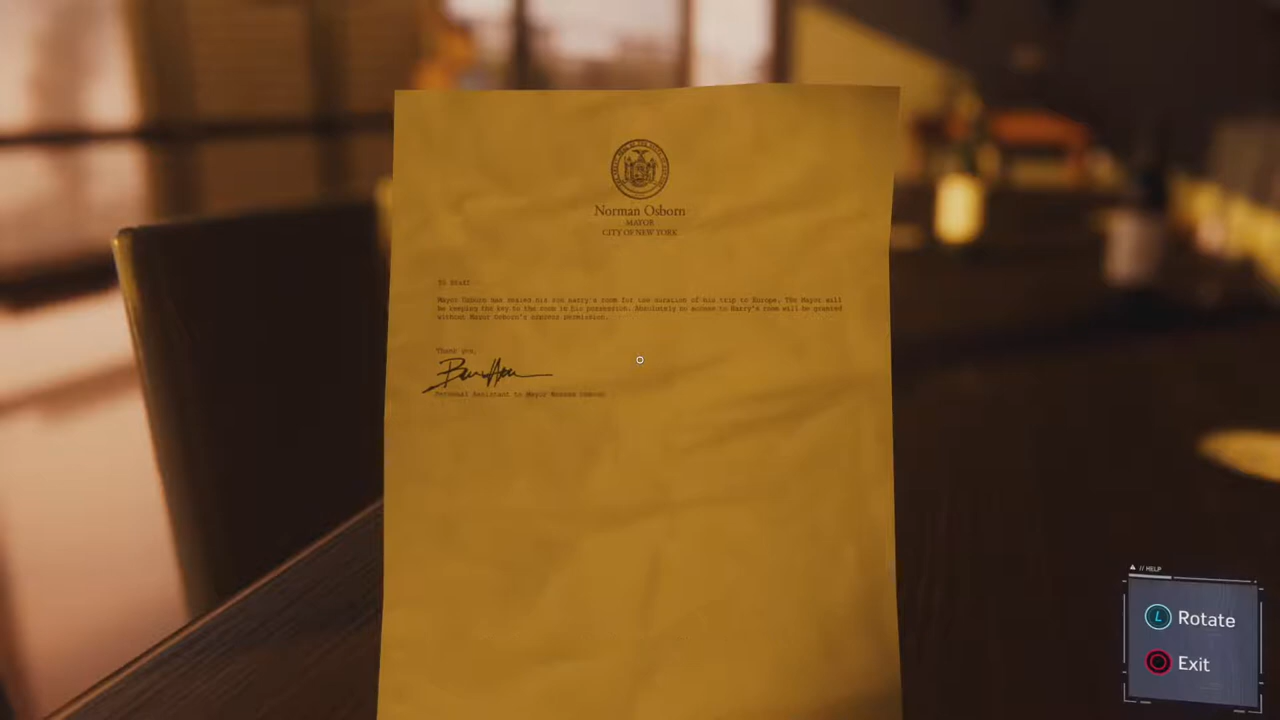 Norman Osborn
MAYOR
CITY OF NEW YORK
To Staff
Mayor Osborn has sealed his son Harry's room for the duration of his trip to Europe. The Mayor will
be keeping the key to the room in his possession. Absolutely no access to Harry's room will be granted
without Mayor Osborn's express permission.
Thank you,
Personal Assistant to Mayor Norman Osborn
// HELP
L Rotate
Exit